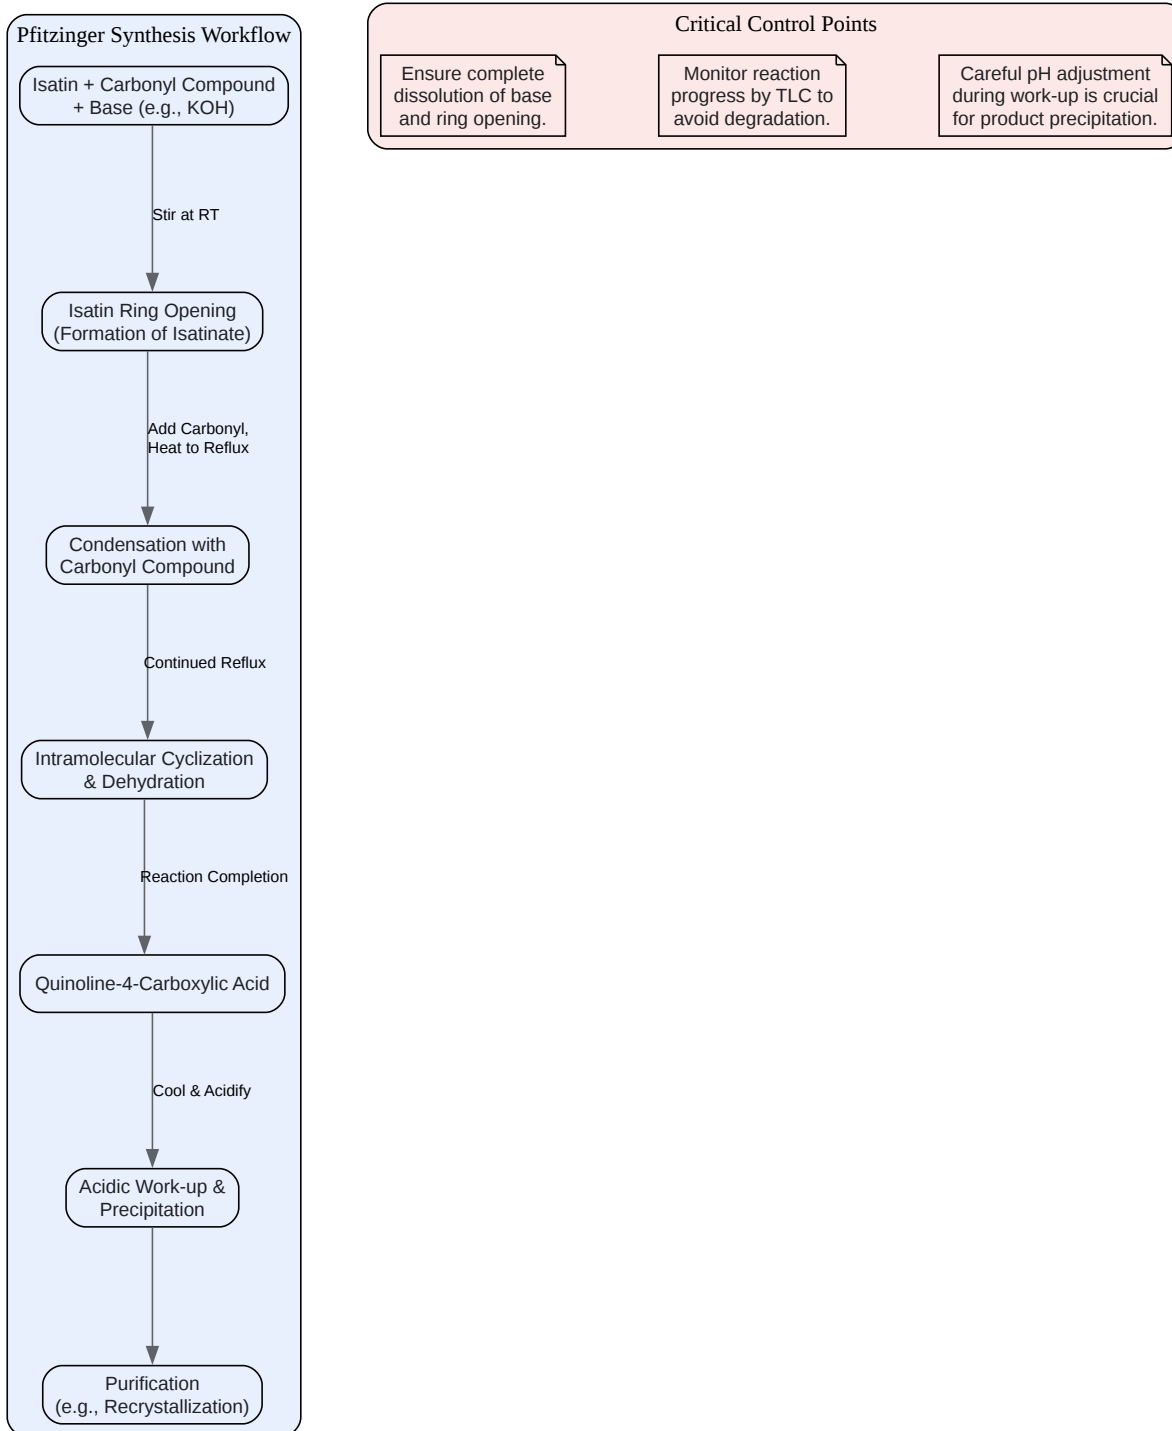 Pfitzinger Synthesis Workflow
Isatin + Carbonyl Compound
+ Base (e.g., KOH)
Stir at RT
Isatin Ring Opening
(Formation of Isatinate)
Add Carbonyl,
Heat to Reflux
Condensation with
Carbonyl Compound
Continued Reflux
Intramolecular Cyclization
& Dehydration
Reaction Completion
Quinoline-4-Carboxylic Acid
Cool & Acidify
Acidic Work-up &
Precipitation
Purification
(e.g., Recrystallization)
Critical Control Points
Ensure complete
dissolution of base
and ring opening.
Monitor reaction
progress by TLC to
avoid degradation.
Careful pH adjustment
during work-up is crucial
for product precipitation.